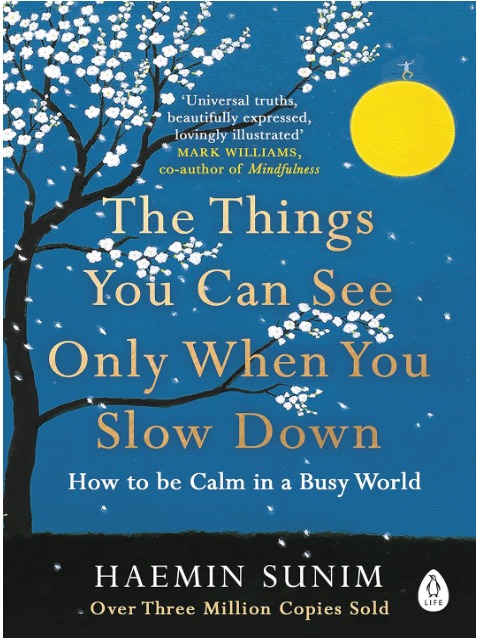 'Universal truths,
beautifully expressed,
lovingly illustrated'
MARK WILLIAMS,
co-author of Mindfulness
The Things
You Can See
Only When You
Slow Down
How to be Calm in a Busy World
HAEMIN SUNIM
Over Three Million Copies Sold
LIFE